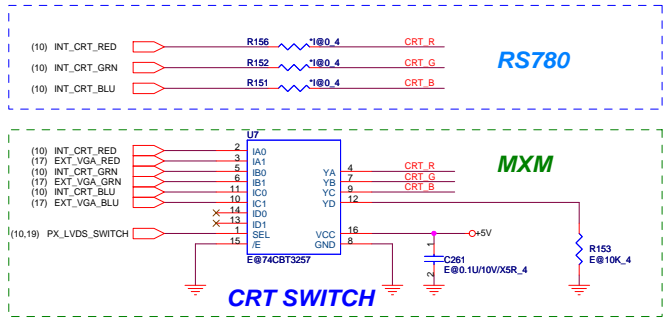 (10) INT_CRT_RED R156 *I@0_4 CRT_R
(10) INT_CRT_GRN R152 *I@0_4 CRT_G
(10) INT_CRT_BLU R151 *I@0_4 CRT_B
RS780
U7
(10) INT_CRT_RED 2 IA0
(17) EXT_VGA_RED 3 IA1 YA 4 CRT_R
(10) INT_CRT_GRN 5 IB0 YB 7 CRT_G
(17) EXT_VGA_GRN 6 IB1 YC 9 CRT_B
(10) INT_CRT_BLU 11 IC0 YD 12
(17) EXT_VGA_BLU 10 IC1
14 ID0
13 ID1
(10,19) PX_LVDS_SWITCH 1 SEL VCC 16 +5V
15 /E GND 8
E@74CBT3257
MXM
1
C261
2 E@0.1U/10V/X5R_4
R153
E@10K_4
CRT SWITCH